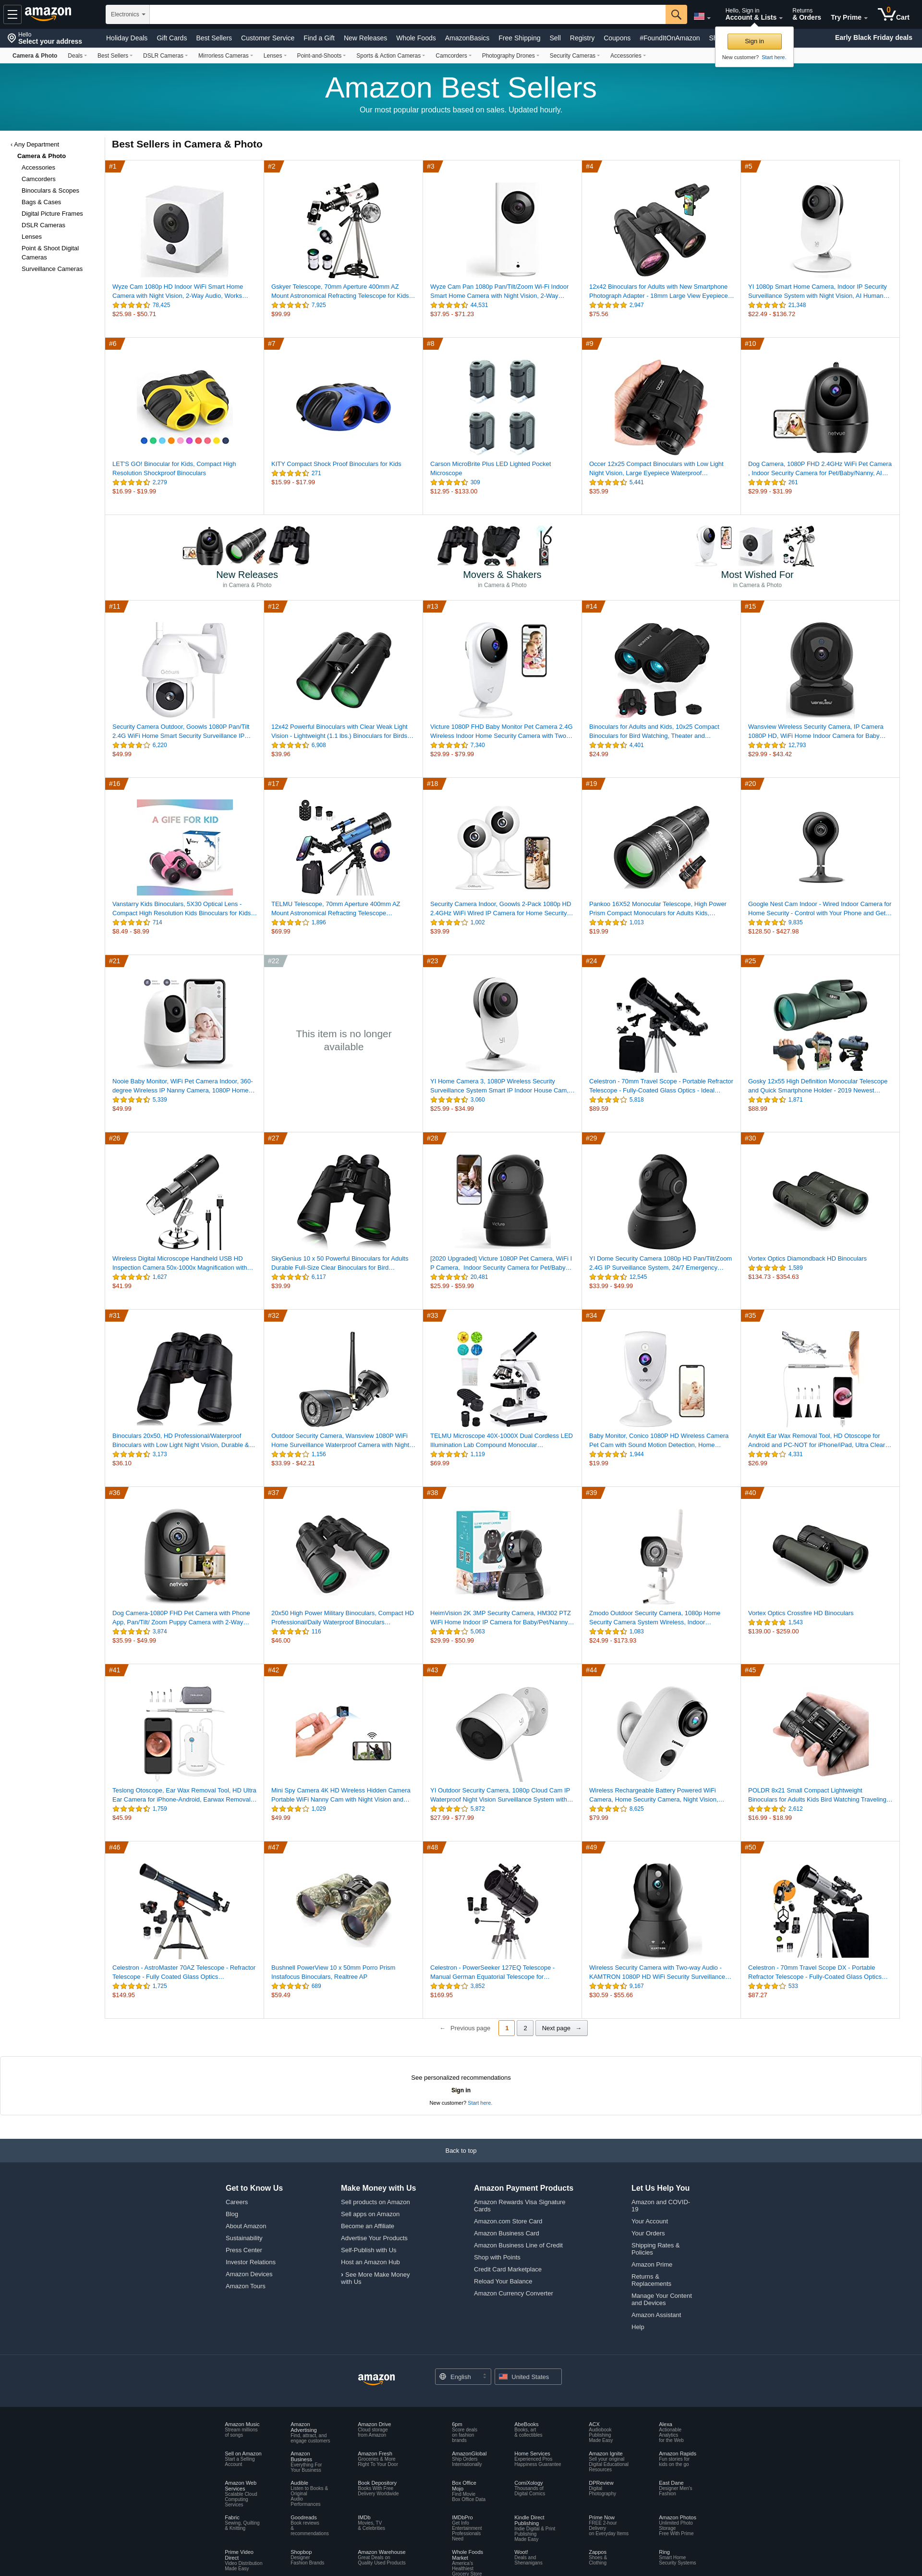 Hello
Select your address
amazon
Electronics
Hello, Sign in
Account & Lists
Returns
& Orders
Try Prime
0
Cart
Holiday Deals Gift Cards Best Sellers Customer Service Find a Gift New Releases Whole Foods AmazonBasics Free Shipping Sell Registry Coupons #FoundItOnAmazon
Early Black Friday deals
Sign in
New customer? Start here.
Camera & Photo Deals Best Sellers DSLR Cameras Mirrorless Cameras Lenses Point-and-Shoots Sports & Action Cameras Camcorders Photography Drones Security Cameras Accessories
Amazon Best Sellers
Our most popular products based on sales. Updated hourly.
‹ Any Department
Camera & Photo
Accessories
Camcorders
Binoculars & Scopes
Bags & Cases
Digital Picture Frames
DSLR Cameras
Lenses
Point & Shoot Digital
Cameras
Surveillance Cameras
Best Sellers in Camera & Photo
#1
Wyze Cam 1080p HD Indoor WiFi Smart Home
Camera with Night Vision, 2-Way Audio, Works…
78,425
$25.98 - $50.71
#2
Gskyer Telescope, 70mm Aperture 400mm AZ
Mount Astronomical Refracting Telescope for Kids…
7,925
$99.99
#3
Wyze Cam Pan 1080p Pan/Tilt/Zoom Wi-Fi Indoor
Smart Home Camera with Night Vision, 2-Way…
44,531
$37.95 - $71.23
#4
12x42 Binoculars for Adults with New Smartphone
Photograph Adapter - 18mm Large View Eyepiece…
2,947
$75.56
#5
YI 1080p Smart Home Camera, Indoor IP Security
Surveillance System with Night Vision, AI Human…
21,348
$22.49 - $136.72
#6
LET'S GO! Binocular for Kids, Compact High
Resolution Shockproof Binoculars
2,279
$16.99 - $19.99
#7
KITY Compact Shock Proof Binoculars for Kids
271
$15.99 - $17.99
#8
Carson MicroBrite Plus LED Lighted Pocket
Microscope
309
$12.95 - $133.00
#9
Occer 12x25 Compact Binoculars with Low Light
Night Vision, Large Eyepiece Waterproof…
5,441
$35.99
#10
netvue
Dog Camera, 1080P FHD 2.4GHz WiFi Pet Camera
, Indoor Security Camera for Pet/Baby/Nanny, AI…
261
$29.99 - $31.99
New Releases
in Camera & Photo
Movers & Shakers
in Camera & Photo
Most Wished For
in Camera & Photo
#11
Security Camera Outdoor, Goowls 1080P Pan/Tilt
2.4G WiFi Home Smart Security Surveillance IP…
6,220
$49.99
#12
12x42 Powerful Binoculars with Clear Weak Light
Vision - Lightweight (1.1 lbs.) Binoculars for Birds…
6,908
$39.96
#13
Victure 1080P FHD Baby Monitor Pet Camera 2.4G
Wireless Indoor Home Security Camera with Two…
7,340
$29.99 - $79.99
#14
Binoculars for Adults and Kids, 10x25 Compact
Binoculars for Bird Watching, Theater and…
4,401
$24.99
#15
wansview
Wansview Wireless Security Camera, IP Camera
1080P HD, WiFi Home Indoor Camera for Baby…
12,793
$29.99 - $43.42
#16
A GIFE FOR KID
Vanstarry Kids Binoculars, 5X30 Optical Lens -
Compact High Resolution Kids Binoculars for Kids…
714
$8.49 - $8.99
#17
TELMU Telescope, 70mm Aperture 400mm AZ
Mount Astronomical Refracting Telescope…
1,896
$69.99
#18
Security Camera Indoor, Goowls 2-Pack 1080p HD
2.4GHz WiFi Wired IP Camera for Home Security…
1,002
$39.99
#19
Pankoo 16X52 Monocular Telescope, High Power
Prism Compact Monoculars for Adults Kids,…
1,013
$19.99
#20
Google Nest Cam Indoor - Wired Indoor Camera for
Home Security - Control with Your Phone and Get…
9,835
$128.50 - $427.98
#21
Nooie Baby Monitor, WiFi Pet Camera Indoor, 360-
degree Wireless IP Nanny Camera, 1080P Home…
5,339
$49.99
#22
This item is no longer
available
#23
YI Home Camera 3, 1080P Wireless Security
Surveillance System Smart IP Indoor House Cam,…
3,060
$25.99 - $34.99
#24
Celestron - 70mm Travel Scope - Portable Refractor
Telescope - Fully-Coated Glass Optics - Ideal…
5,818
$89.59
#25
Gosky 12x55 High Definition Monocular Telescope
and Quick Smartphone Holder - 2019 Newest…
1,871
$88.99
#26
Wireless Digital Microscope Handheld USB HD
Inspection Camera 50x-1000x Magnification with…
1,627
$41.99
#27
SkyGenius 10 x 50 Powerful Binoculars for Adults
Durable Full-Size Clear Binoculars for Bird…
6,117
$39.99
#28
[2020 Upgraded] Victure 1080P Pet Camera, WiFi I
P Camera, Indoor Security Camera for Pet/Baby…
20,481
$25.99 - $59.99
#29
YI Dome Security Camera 1080p HD Pan/Tilt/Zoom
2.4G IP Surveillance System, 24/7 Emergency…
12,545
$33.99 - $49.99
#30
Vortex Optics Diamondback HD Binoculars
1,589
$134.73 - $354.63
#31
Binoculars 20x50, HD Professional/Waterproof
Binoculars with Low Light Night Vision, Durable &…
3,173
$36.10
#32
Outdoor Security Camera, Wansview 1080P WiFi
Home Surveillance Waterproof Camera with Night…
1,156
$33.99 - $42.21
#33
TELMU Microscope 40X-1000X Dual Cordless LED
Illumination Lab Compound Monocular…
1,119
$69.99
#34
Baby Monitor, Conico 1080P HD Wireless Camera
Pet Cam with Sound Motion Detection, Home…
1,944
$19.99
#35
Anykit Ear Wax Removal Tool, HD Otoscope for
Android and PC-NOT for iPhone/iPad, Ultra Clear…
4,331
$26.99
#36
netvue
Dog Camera-1080P FHD Pet Camera with Phone
App, Pan/Tilt/ Zoom Puppy Camera with 2-Way…
3,874
$35.99 - $49.99
#37
20x50 High Power Military Binoculars, Compact HD
Professional/Daily Waterproof Binoculars…
116
$46.00
#38
HeimVision 2K 3MP Security Camera, HM302 PTZ
WiFi Home Indoor IP Camera for Baby/Pet/Nanny…
5,063
$29.99 - $50.99
#39
Zmodo Outdoor Security Camera, 1080p Home
Security Camera System Wireless, Indoor…
1,083
$24.99 - $173.93
#40
Vortex Optics Crossfire HD Binoculars
1,543
$139.00 - $259.00
#41
Teslong Otoscope, Ear Wax Removal Tool, HD Ultra
Ear Camera for iPhone-Android, Earwax Removal…
1,759
$45.99
#42
Mini Spy Camera 4K HD Wireless Hidden Camera
Portable WiFi Nanny Cam with Night Vision and…
1,029
$49.99
#43
YI Outdoor Security Camera, 1080p Cloud Cam IP
Waterproof Night Vision Surveillance System with…
5,872
$27.99 - $77.99
#44
Wireless Rechargeable Battery Powered WiFi
Camera, Home Security Camera, Night Vision,…
8,625
$79.99
#45
POLDR 8x21 Small Compact Lightweight
Binoculars for Adults Kids Bird Watching Traveling…
2,612
$16.99 - $18.99
#46
Celestron - AstroMaster 70AZ Telescope - Refractor
Telescope - Fully Coated Glass Optics…
1,725
$149.95
#47
Bushnell PowerView 10 x 50mm Porro Prism
Instafocus Binoculars, Realtree AP
689
$59.49
#48
Celestron - PowerSeeker 127EQ Telescope -
Manual German Equatorial Telescope for…
3,852
$169.95
#49
Wireless Security Camera with Two-way Audio -
KAMTRON 1080P HD WiFi Security Surveillance…
9,167
$30.59 - $55.66
#50
Celestron - 70mm Travel Scope DX - Portable
Refractor Telescope - Fully-Coated Glass Optics…
533
$87.27
← Previous page 1 2 Next page →
See personalized recommendations
Sign in
New customer? Start here.
Back to top
Get to Know Us
Careers
Blog
About Amazon
Sustainability
Press Center
Investor Relations
Amazon Devices
Amazon Tours
Make Money with Us
Sell products on Amazon
Sell apps on Amazon
Become an Affiliate
Advertise Your Products
Self-Publish with Us
Host an Amazon Hub
› See More Make Money
with Us
Amazon Payment Products
Amazon Rewards Visa Signature
Cards
Amazon.com Store Card
Amazon Business Card
Amazon Business Line of Credit
Shop with Points
Credit Card Marketplace
Reload Your Balance
Amazon Currency Converter
Let Us Help You
Amazon and COVID-
19
Your Account
Your Orders
Shipping Rates &
Policies
Amazon Prime
Returns &
Replacements
Manage Your Content
and Devices
Amazon Assistant
Help
amazon
English
United States
Amazon Music
Stream millions
of songs
Amazon
Advertising
Find, attract, and
engage customers
Amazon Drive
Cloud storage
from Amazon
6pm
Score deals
on fashion
brands
AbeBooks
Books, art
& collectibles
ACX
Audiobook
Publishing
Made Easy
Alexa
Actionable
Analytics
for the Web
Sell on Amazon
Start a Selling
Account
Amazon
Business
Everything For
Your Business
Amazon Fresh
Groceries & More
Right To Your Door
AmazonGlobal
Ship Orders
Internationally
Home Services
Experienced Pros
Happiness Guarantee
Amazon Ignite
Sell your original
Digital Educational
Resources
Amazon Rapids
Fun stories for
kids on the go
Amazon Web
Services
Scalable Cloud
Computing
Services
Audible
Listen to Books &
Original
Audio
Performances
Book Depository
Books With Free
Delivery Worldwide
Box Office
Mojo
Find Movie
Box Office Data
ComiXology
Thousands of
Digital Comics
DPReview
Digital
Photography
East Dane
Designer Men's
Fashion
Fabric
Sewing, Quilting
& Knitting
Goodreads
Book reviews
&
recommendations
IMDb
Movies, TV
& Celebrities
IMDbPro
Get Info
Entertainment
Professionals
Need
Kindle Direct
Publishing
Indie Digital & Print
Publishing
Made Easy
Prime Now
FREE 2-hour
Delivery
on Everyday Items
Amazon Photos
Unlimited Photo
Storage
Free With Prime
Prime Video
Direct
Video Distribution
Made Easy
Shopbop
Designer
Fashion Brands
Amazon Warehouse
Great Deals on
Quality Used Products
Whole Foods
Market
America's
Healthiest
Grocery Store
Woot!
Deals and
Shenanigans
Zappos
Shoes &
Clothing
Ring
Smart Home
Security Systems